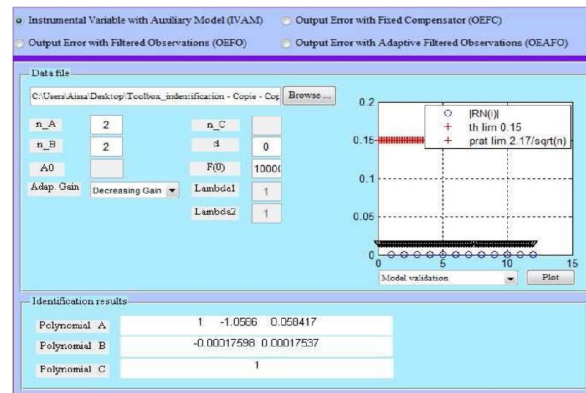 Instrumental Variable with Auxiliary Model (IVAM)
Output Error with Fixed Compensator (OEFC)
Output Error with Filtered Observations (OEFO)
Output Error with Adaptive Filtered Observations (OEAFO)
Data file
C:\Users\Aissa\Desktop\Toolbox_indentification - Copie - Cop
Browse ...
n_A 2 n_C
n_B 2 d 0
A0 F(0) 10000
Adap. Gain Decreasing Gain Lambda1 1
Lambda2 1
|RN(i)|
th lim 0.15
prat lim 2.17/sqrt(n)
0.2
0.15
0.1
0.05
0
0 5 10 15
Model validation
Plot
Identification results
Polynomial A 1 -1.0586 0.058417
Polynomial B -0.00017598 0.00017537
Polynomial C 1